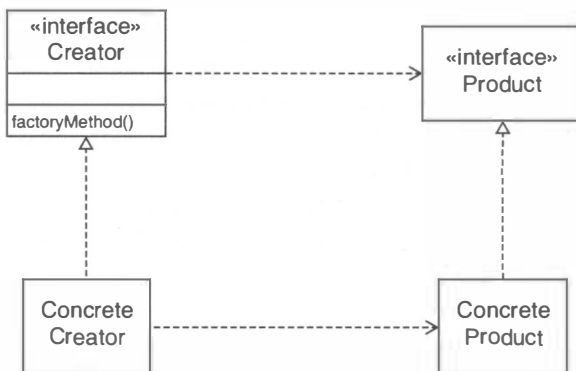 «interface»
Creator
factoryMethod()
«interface»
Product
Concrete
Creator
Concrete
Product